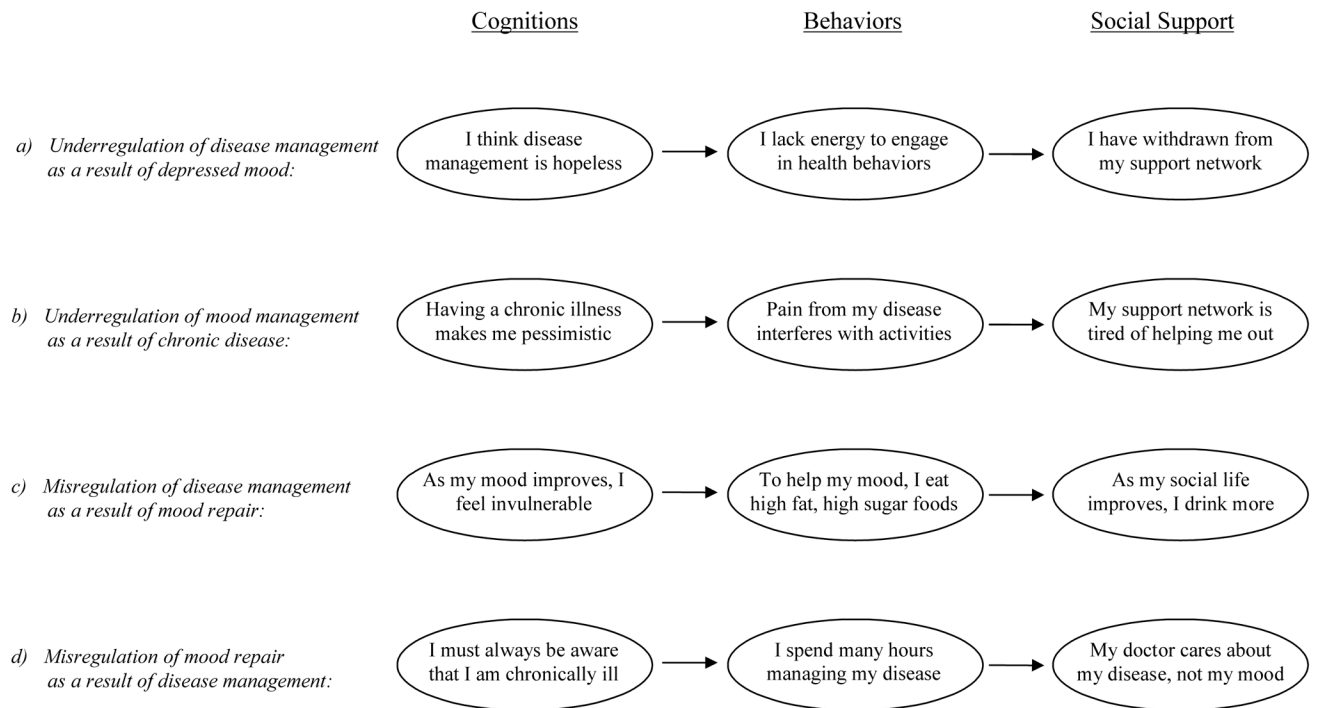 Cognitions Behaviors Social Support
a) Underregulation of disease management
as a result of depressed mood:
I think disease
management is hopeless
I lack energy to engage
in health behaviors
I have withdrawn from
my support network
b) Underregulation of mood management
as a result of chronic disease:
Having a chronic illness
makes me pessimistic
Pain from my disease
interferes with activities
My support network is
tired of helping me out
c) Misregulation of disease management
as a result of mood repair:
As my mood improves, I
feel invulnerable
To help my mood, I eat
high fat, high sugar foods
As my social life
improves, I drink more
d) Misregulation of mood repair
as a result of disease management:
I must always be aware
that I am chronically ill
I spend many hours
managing my disease
My doctor cares about
my disease, not my mood